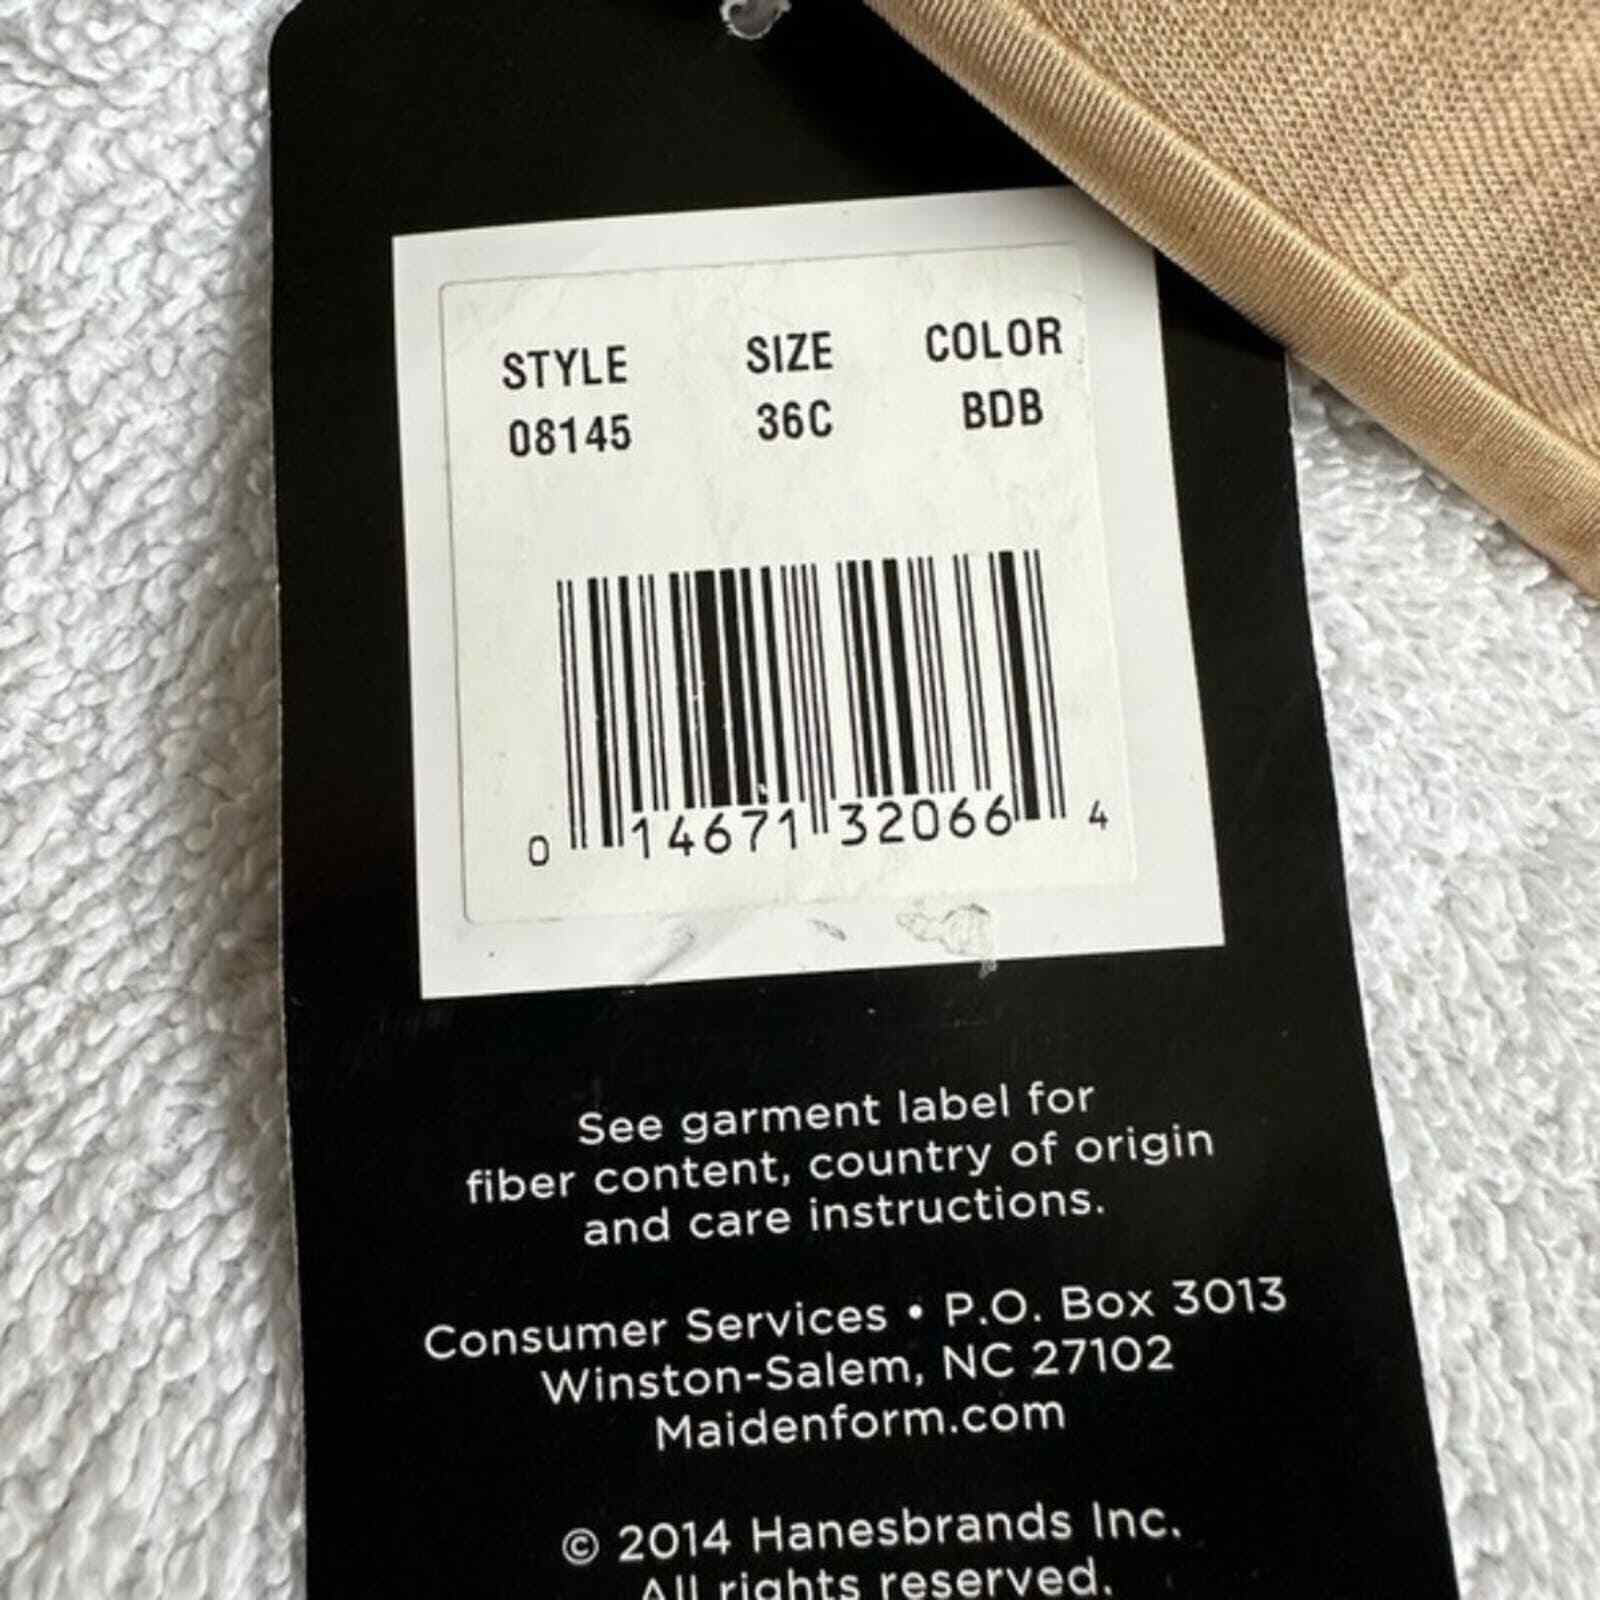 STYLE SIZE COLOR
08145 36C BDB
0 14671 32066 4
See garment label for
fiber content, country of origin
and care instructions.
Consumer Services • P.O. Box 3013
Winston-Salem, NC 27102
Maidenform.com
© 2014 Hanesbrands Inc.
All rights reserved.